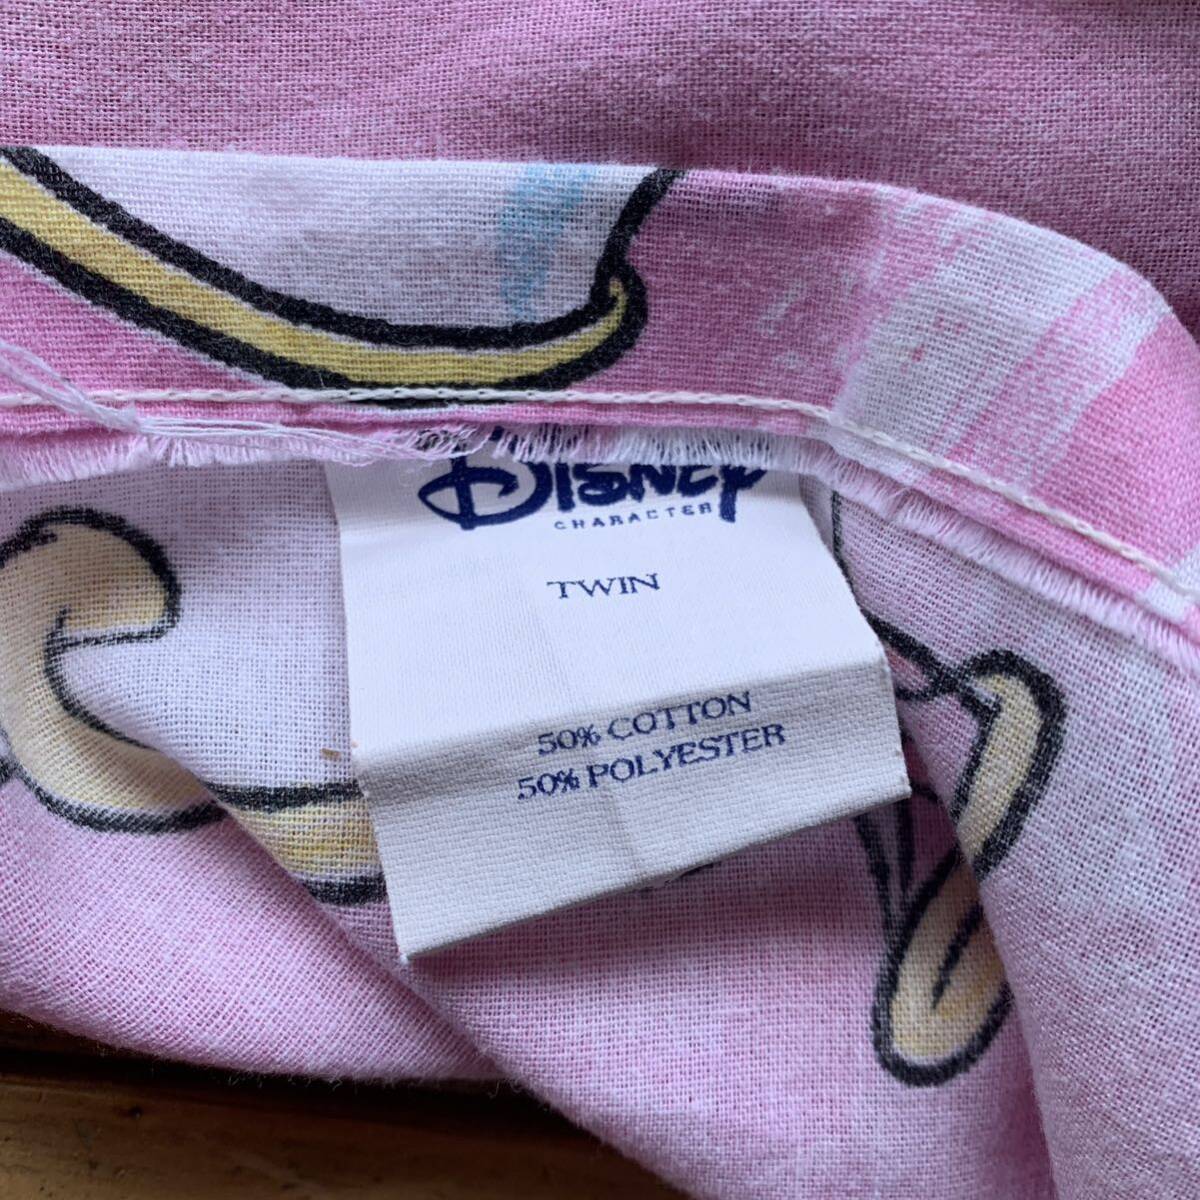 Disney
CHARACTER
TWIN
50% COTTON
50% POLYESTER